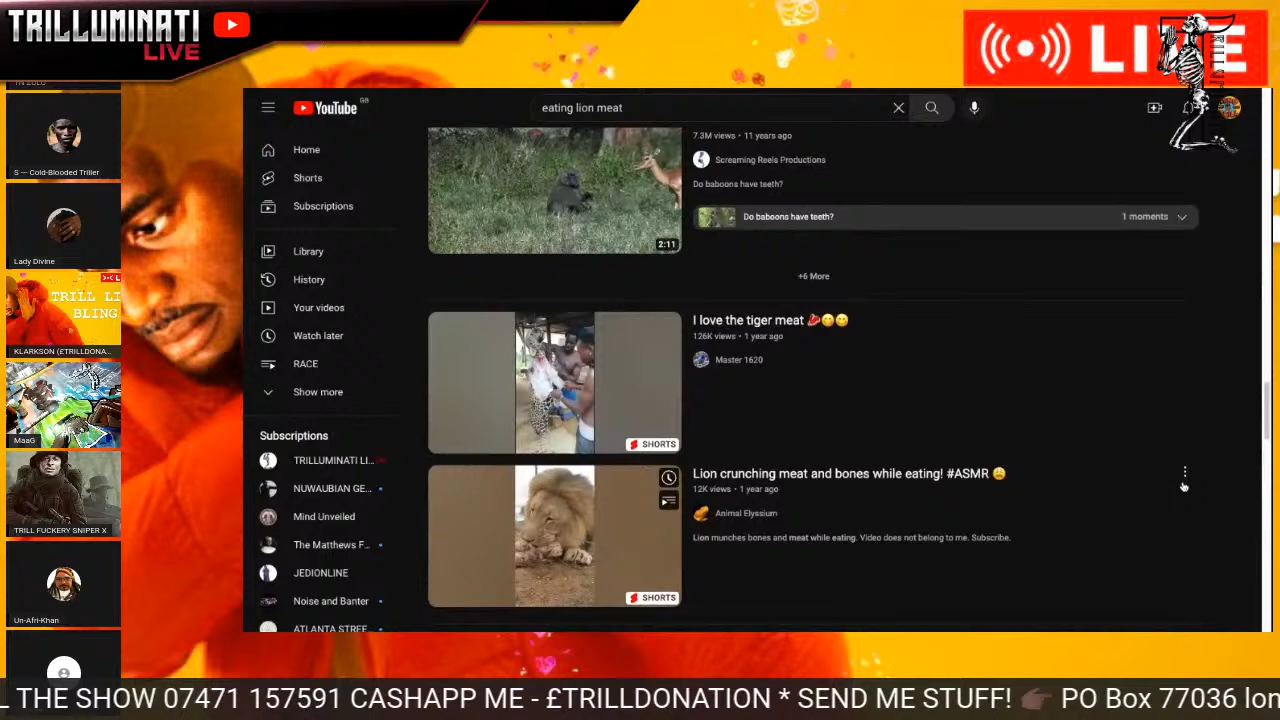 TRILLUMINATI
LIVE
LIVE
S — Cold-Blooded Triller
Lady Divine
TRILL LI
BLING
KLARKSON (£TRILLDONA...
MaaG
TRILL FUCKERY SNIPER X
Un-Afri-Khan
YouTube GB
eating lion meat
Home
Shorts
Subscriptions
Library
History
Your videos
Watch later
RACE
Show more
Subscriptions
TRILLUMINATI LI...
NUWAUBIAN GE...
Mind Unveiled
The Matthews F...
JEDIONLINE
Noise and Banter
ATLANTA STREE...
7.3M views • 11 years ago
Screaming Reels Productions
Do baboons have teeth?
Do baboons have teeth?
1 moments
2:11
+6 More
I love the tiger meat 🥩😋😋
126K views • 1 year ago
Master 1620
SHORTS
Lion crunching meat and bones while eating! #ASMR 😩
12K views • 1 year ago
Animal Elyssium
Lion munches bones and meat while eating. Video does not belong to me. Subscribe.
SHORTS
L THE SHOW 07471 157591 CASHAPP ME - £TRILLDONATION * SEND ME STUFF! 👉🏿 PO Box 77036 lon